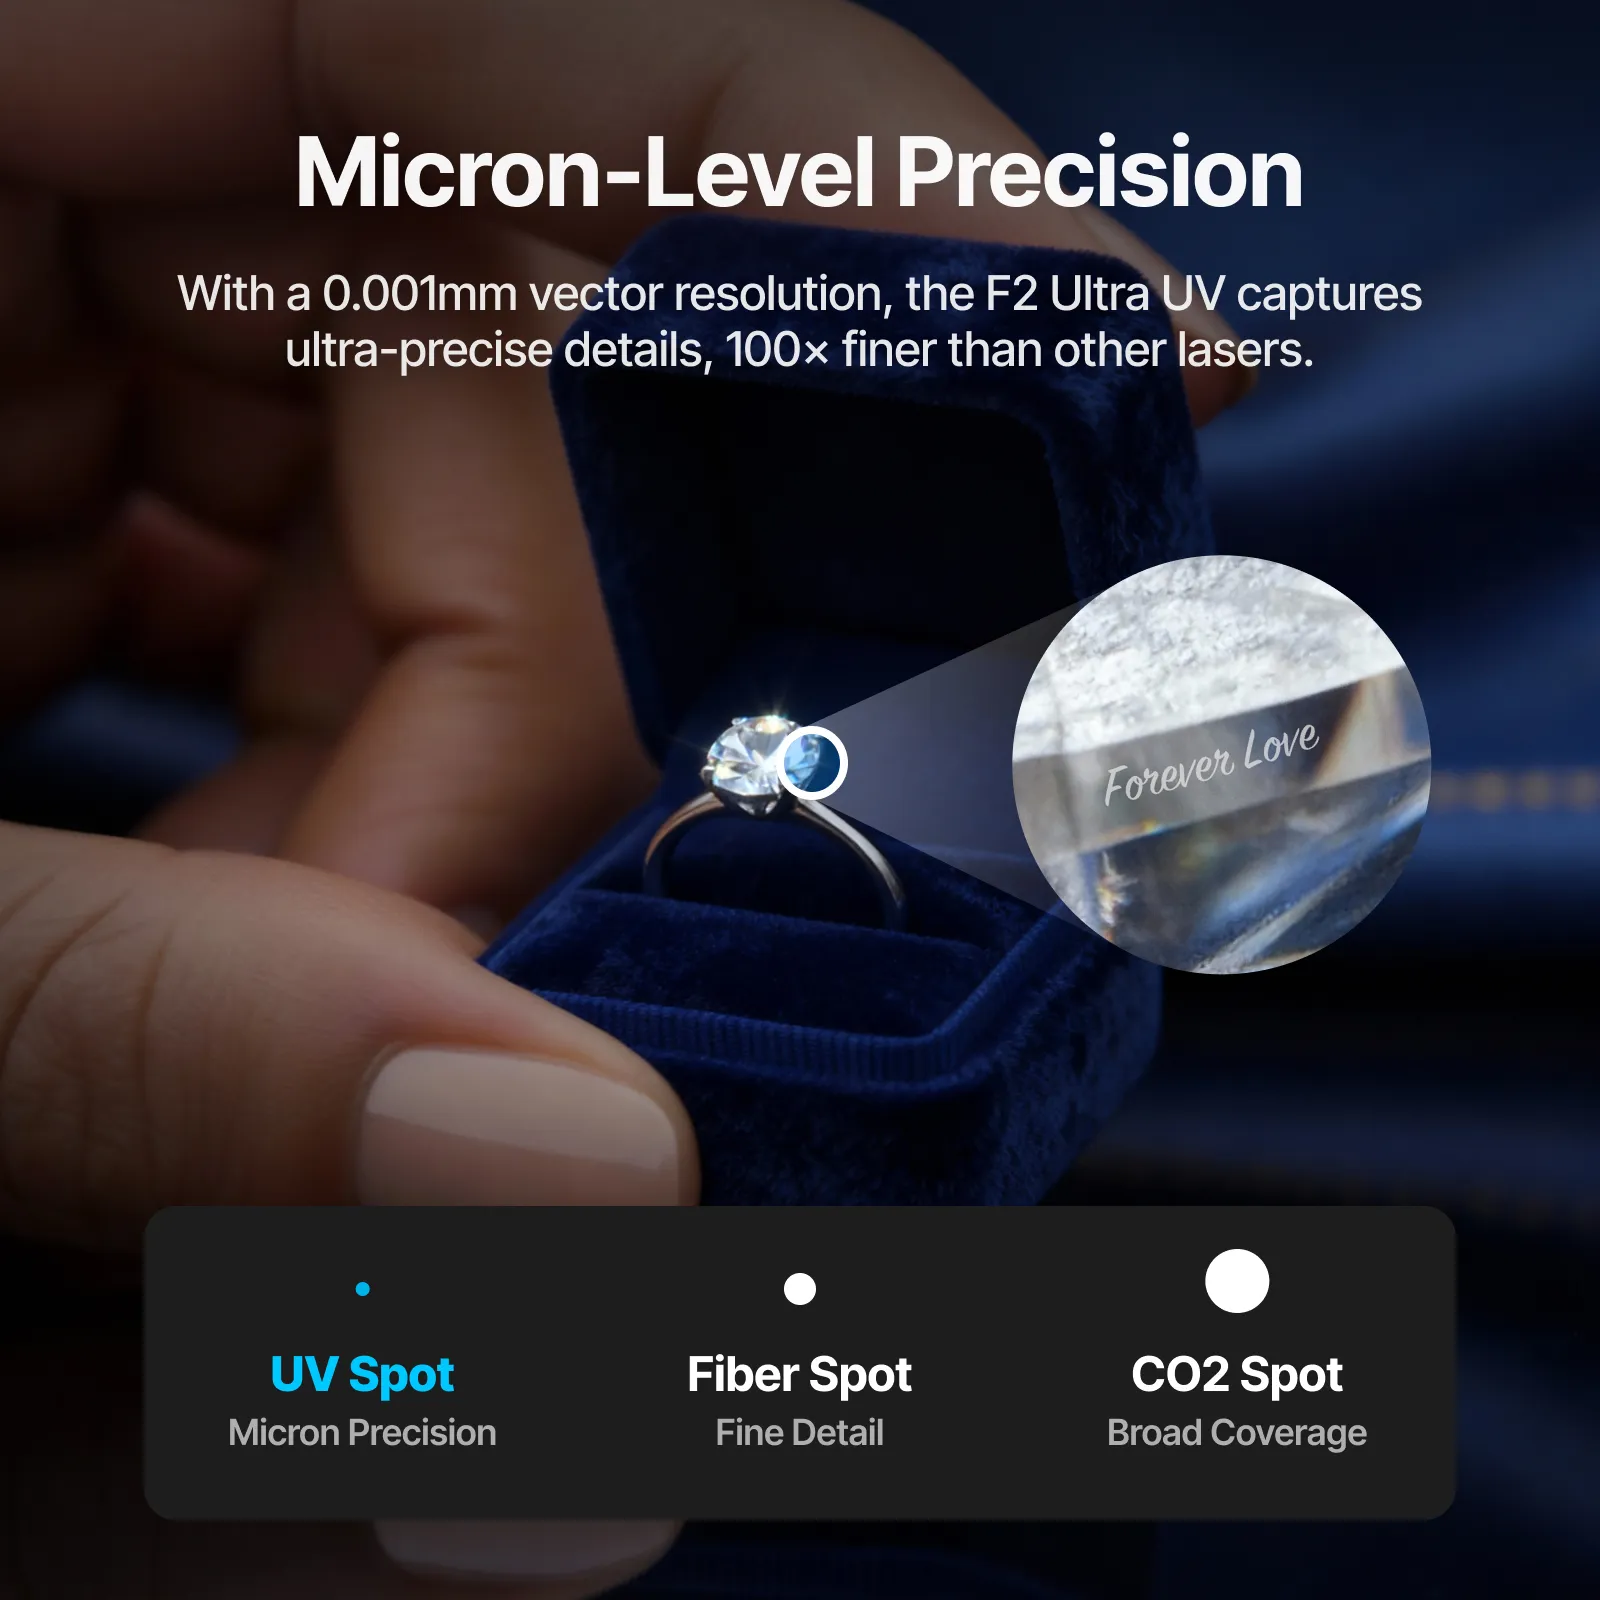 Micron-Level Precision
With a 0.001mm vector resolution, the F2 Ultra UV captures
ultra-precise details, 100× finer than other lasers.
Forever Love
UV Spot
Micron Precision
Fiber Spot
Fine Detail
CO2 Spot
Broad Coverage